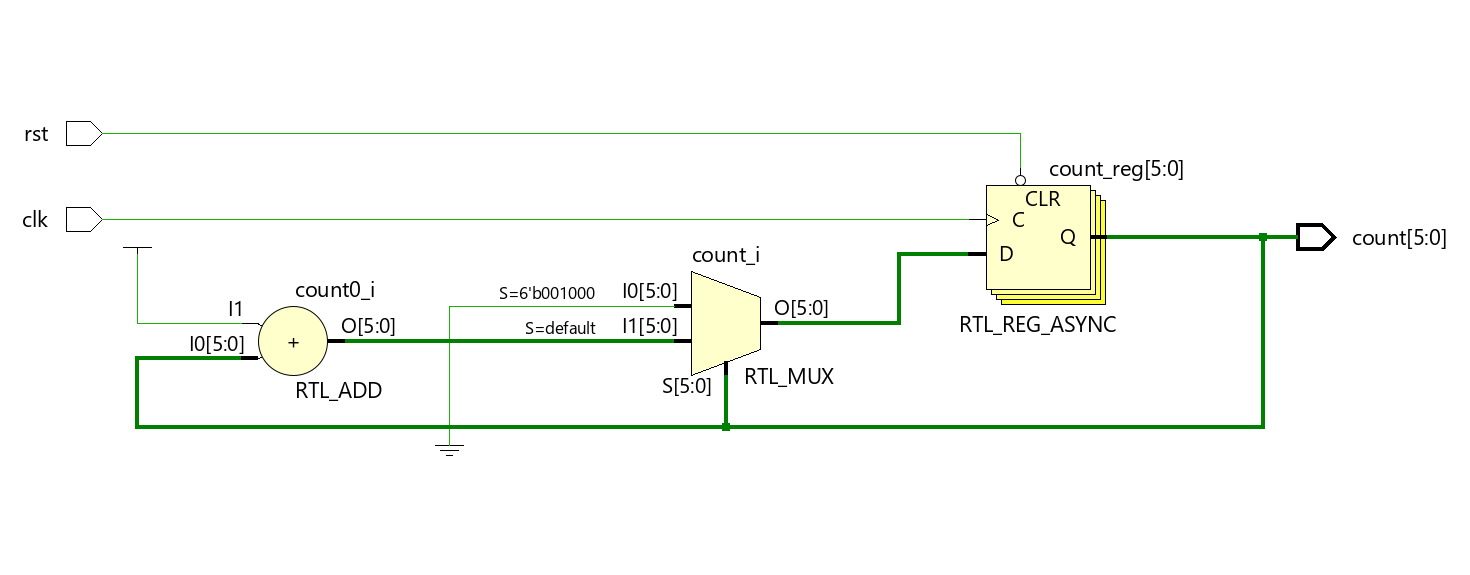 rst
count_reg[5:0]
CLR
clk
C
Q
count[5:0]
D
count_i
count0_i
S=6'b001000
I0[5:0]
I1
O[5:0]
O[5:0]
S=default
I1[5:0]
RTL_REG_ASYNC
I0[5:0]
+
S[5:0]
RTL_MUX
RTL_ADD